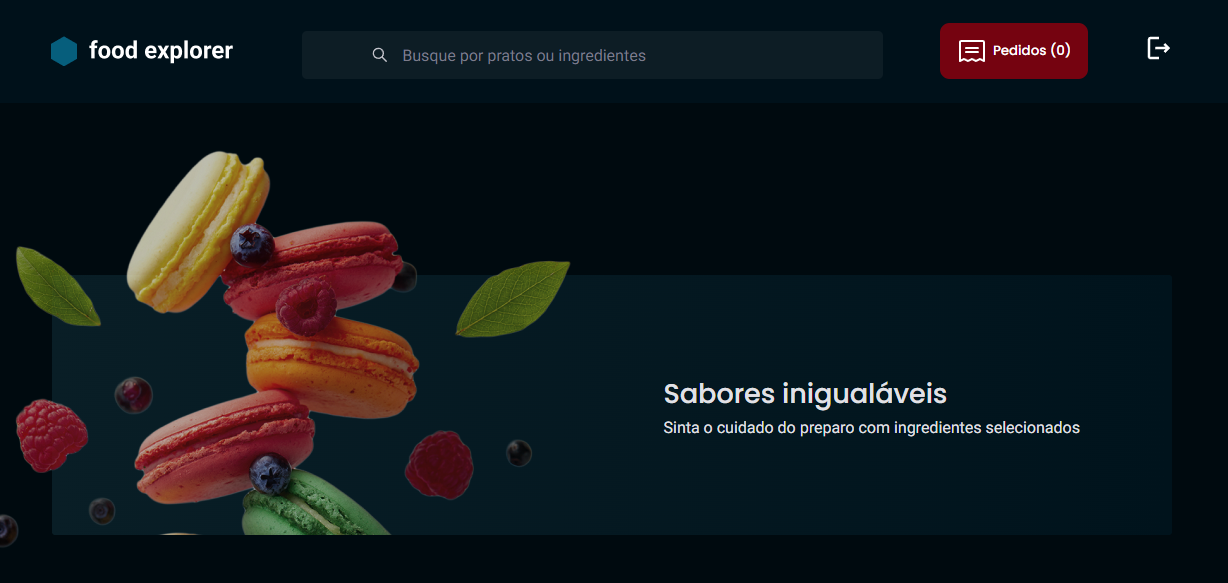 food explorer
Busque por pratos ou ingredientes
Pedidos (0)
Sabores inigualáveis
Sinta o cuidado do preparo com ingredientes selecionados